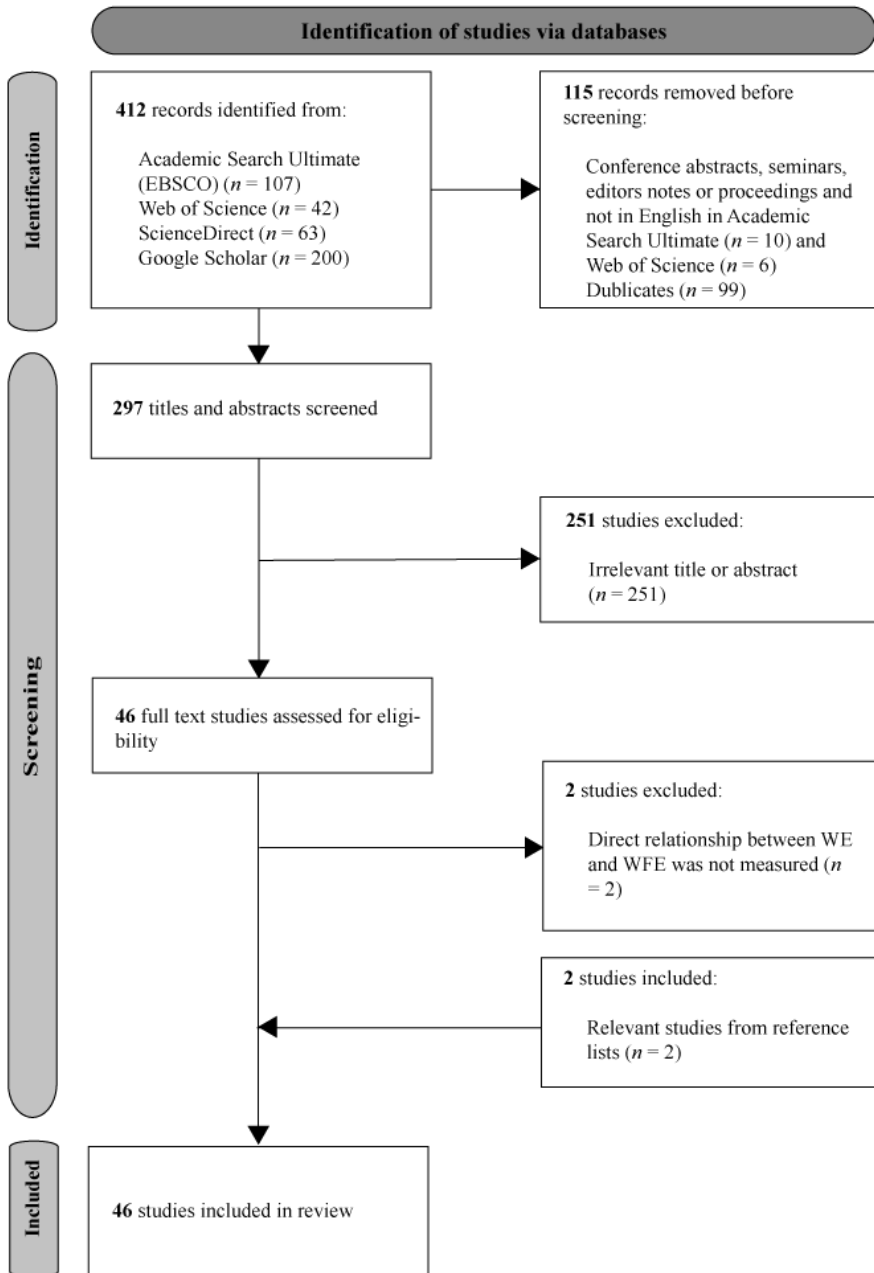 Identification of studies via databases
Identification
412 records identified from:
Academic Search Ultimate
(EBSCO) (n = 107)
Web of Science (n = 42)
ScienceDirect (n = 63)
Google Scholar (n = 200)
115 records removed before
screening:
Conference abstracts, seminars,
editors notes or proceedings and
not in English in Academic
Search Ultimate (n = 10) and
Web of Science (n = 6)
Dublicates (n = 99)
Screening
297 titles and abstracts screened
251 studies excluded:
Irrelevant title or abstract
(n = 251)
46 full text studies assessed for eligi-
bility
2 studies excluded:
Direct relationship between WE
and WFE was not measured (n
= 2)
2 studies included:
Relevant studies from reference
lists (n = 2)
Included
46 studies included in review